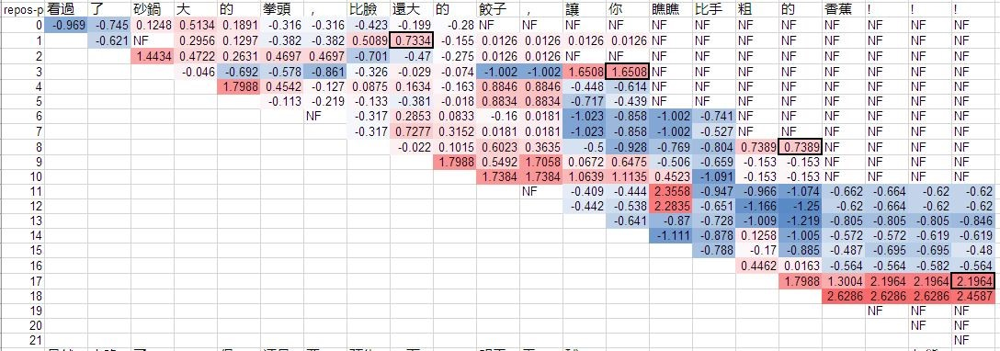 repos-p 看過 了 砂鍋 大 的 拳頭 , 比臉 還大 的 餃子 , 讓 你 瞧瞧 比手 粗 的 香蕉 ! ! !
0 -0.969 -0.745 0.1248 0.5134 0.1891 -0.316 -0.316 -0.423 -0.199 -0.28 NF NF NF NF NF NF NF NF NF NF NF NF
1 -0.621 NF 0.2956 0.1297 -0.382 -0.382 0.5089 0.7334 -0.155 0.0126 0.0126 0.0126 0.0126 NF NF NF NF NF NF NF NF
2 1.4434 0.4722 0.2631 0.4697 0.4697 -0.701 -0.47 -0.275 0.0126 0.0126 NF NF NF NF NF NF NF NF NF NF
3 -0.046 -0.692 -0.578 -0.861 -0.326 -0.029 -0.074 -1.002 -1.002 1.6508 1.6508 NF NF NF NF NF NF NF NF
4 1.7988 0.4542 -0.127 0.0875 0.1634 -0.163 0.8846 0.8846 -0.448 -0.614 NF NF NF NF NF NF NF NF
5 -0.113 -0.219 -0.133 -0.381 -0.018 0.8834 0.8834 -0.717 -0.439 NF NF NF NF NF NF NF NF
6 NF -0.317 0.2853 0.0833 -0.16 0.0181 -1.023 -0.858 -1.002 -0.741 NF NF NF NF NF NF
7 -0.317 0.7277 0.3152 0.0181 0.0181 -1.023 -0.858 -1.002 -0.527 NF NF NF NF NF NF
8 -0.022 0.1015 0.6023 0.3635 -0.5 -0.928 -0.769 -0.804 0.7389 0.7389 NF NF NF NF
9 1.7988 0.5492 1.7058 0.0672 0.6475 -0.506 -0.659 -0.153 -0.153 NF NF NF NF
10 1.7384 1.7384 1.0639 1.1135 0.4523 -1.091 -0.153 -0.153 NF NF NF NF
11 NF -0.409 -0.444 2.3558 -0.947 -0.966 -1.074 -0.662 -0.664 -0.62 -0.62
12 -0.442 -0.538 2.2835 -0.651 -1.166 -1.25 -0.62 -0.62 -0.62 -0.62
13 -0.641 -0.87 -0.728 -1.009 -1.219 -0.805 -0.805 -0.805 -0.846
14 -1.111 -0.878 0.1258 -1.005 -0.572 -0.572 -0.619 -0.619
15 -0.788 -0.17 -0.885 -0.487 -0.695 -0.695 -0.48
16 0.4462 0.0163 -0.564 -0.564 -0.582 -0.564
17 1.7988 1.3004 2.1964 2.1964 2.1964
18 2.6286 2.6286 2.6286 2.4587
19 NF NF NF
20 NF NF
21 NF